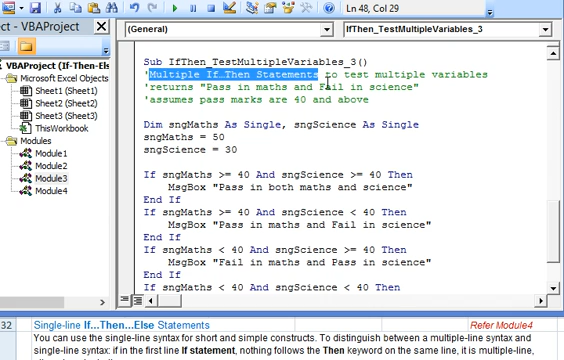 Ln 48, Col 29
ct - VBAProject
(General)
IfThen_TestMultipleVariables_3
VBAProject (If-Then-El
Microsoft Excel Objects
Sheet1 (Sheet1)
Sheet2 (Sheet2)
Sheet3 (Sheet3)
ThisWorkbook
Modules
Module1
Module2
Module3
Module4
Sub IfThen_TestMultipleVariables_3()
'Multiple If…Then Statements to test multiple variables
'returns "Pass in maths and Fail in science"
'assumes pass marks are 40 and above
Dim sngMaths As Single, sngScience As Single
sngMaths = 50
sngScience = 30
If sngMaths >= 40 And sngScience >= 40 Then
MsgBox "Pass in both maths and science"
End If
If sngMaths >= 40 And sngScience < 40 Then
MsgBox "Pass in maths and Fail in science"
End If
If sngMaths < 40 And sngScience >= 40 Then
MsgBox "Fail in maths and Pass in science"
End If
If sngMaths < 40 And sngScience < 40 Then
32 Single-line If…Then…Else Statements Refer Module4
You can use the single-line syntax for short and simple constructs. To distinguish between a multiple-line syntax and
single-line syntax: if in the first line If statement, nothing follows the Then keyword on the same line, it is multiple-line,